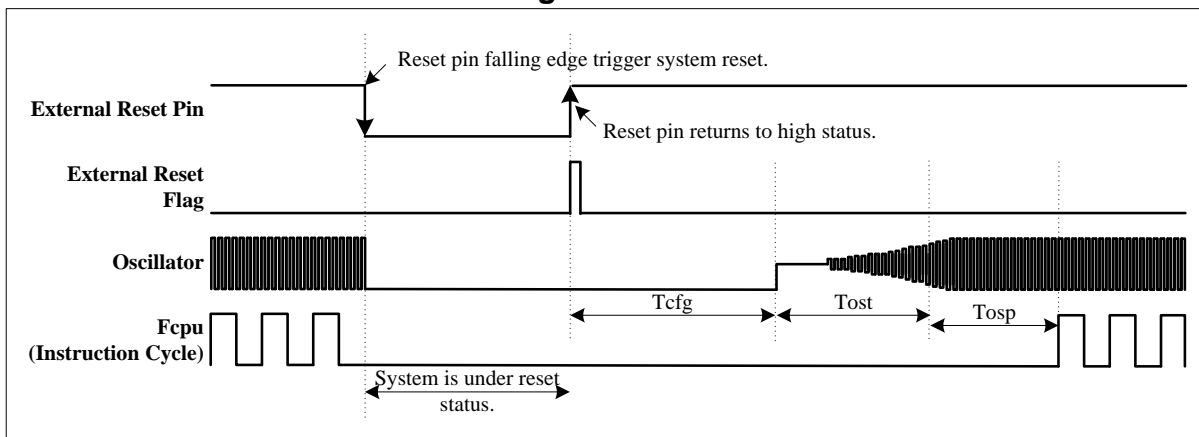 g
Reset pin falling edge trigger system reset.
External Reset Pin
Reset pin returns to high status.
External Reset
Flag
Oscillator
Tcfg
Tost
Tosp
Fcpu
(Instruction Cycle)
System is under reset
status.